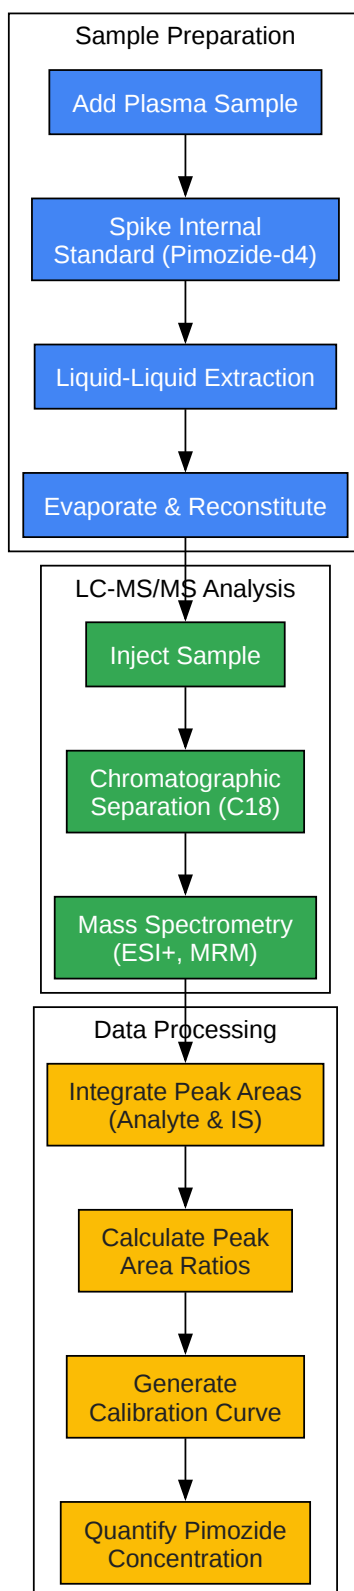 Sample Preparation
Add Plasma Sample
Spike Internal
Standard (Pimozide-d4)
Liquid-Liquid Extraction
Evaporate & Reconstitute
LC-MS/MS Analysis
Inject Sample
Chromatographic
Separation (C18)
Mass Spectrometry
(ESI+, MRM)
Data Processing
Integrate Peak Areas
(Analyte & IS)
Calculate Peak
Area Ratios
Generate
Calibration Curve
Quantify Pimozide
Concentration